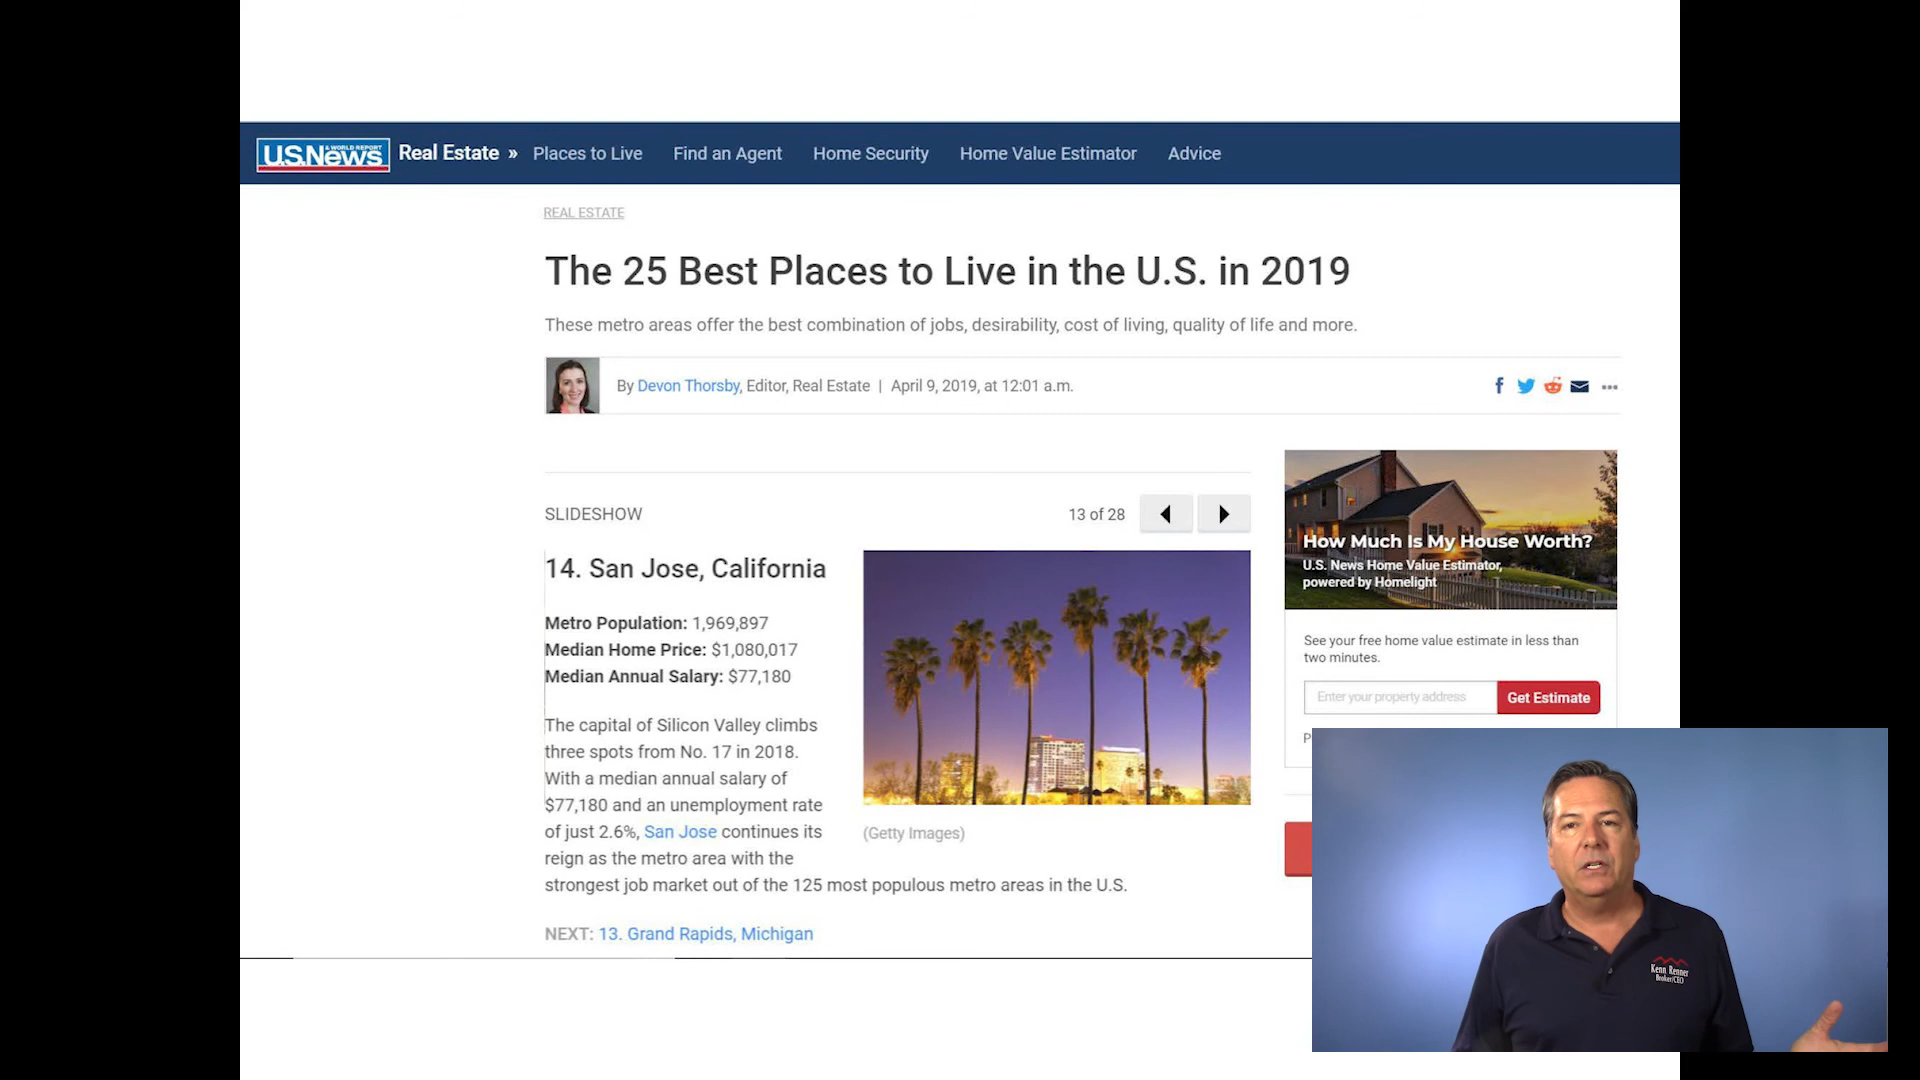 U.S.News & WORLD REPORT Real Estate » Places to Live Find an Agent Home Security Home Value Estimator Advice
REAL ESTATE
The 25 Best Places to Live in the U.S. in 2019
These metro areas offer the best combination of jobs, desirability, cost of living, quality of life and more.
By Devon Thorsby, Editor, Real Estate | April 9, 2019, at 12:01 a.m.
SLIDESHOW
13 of 28
14. San Jose, California
Metro Population: 1,969,897
Median Home Price: $1,080,017
Median Annual Salary: $77,180
The capital of Silicon Valley climbs
three spots from No. 17 in 2018.
With a median annual salary of
$77,180 and an unemployment rate
of just 2.6%, San Jose continues its
reign as the metro area with the
strongest job market out of the 125 most populous metro areas in the U.S.
(Getty Images)
NEXT: 13. Grand Rapids, Michigan
How Much Is My House Worth?
U.S. News Home Value Estimator,
powered by Homelight
See your free home value estimate in less than
two minutes.
Enter your property address
Get Estimate
P
Kenn Renner
Broker/CEO